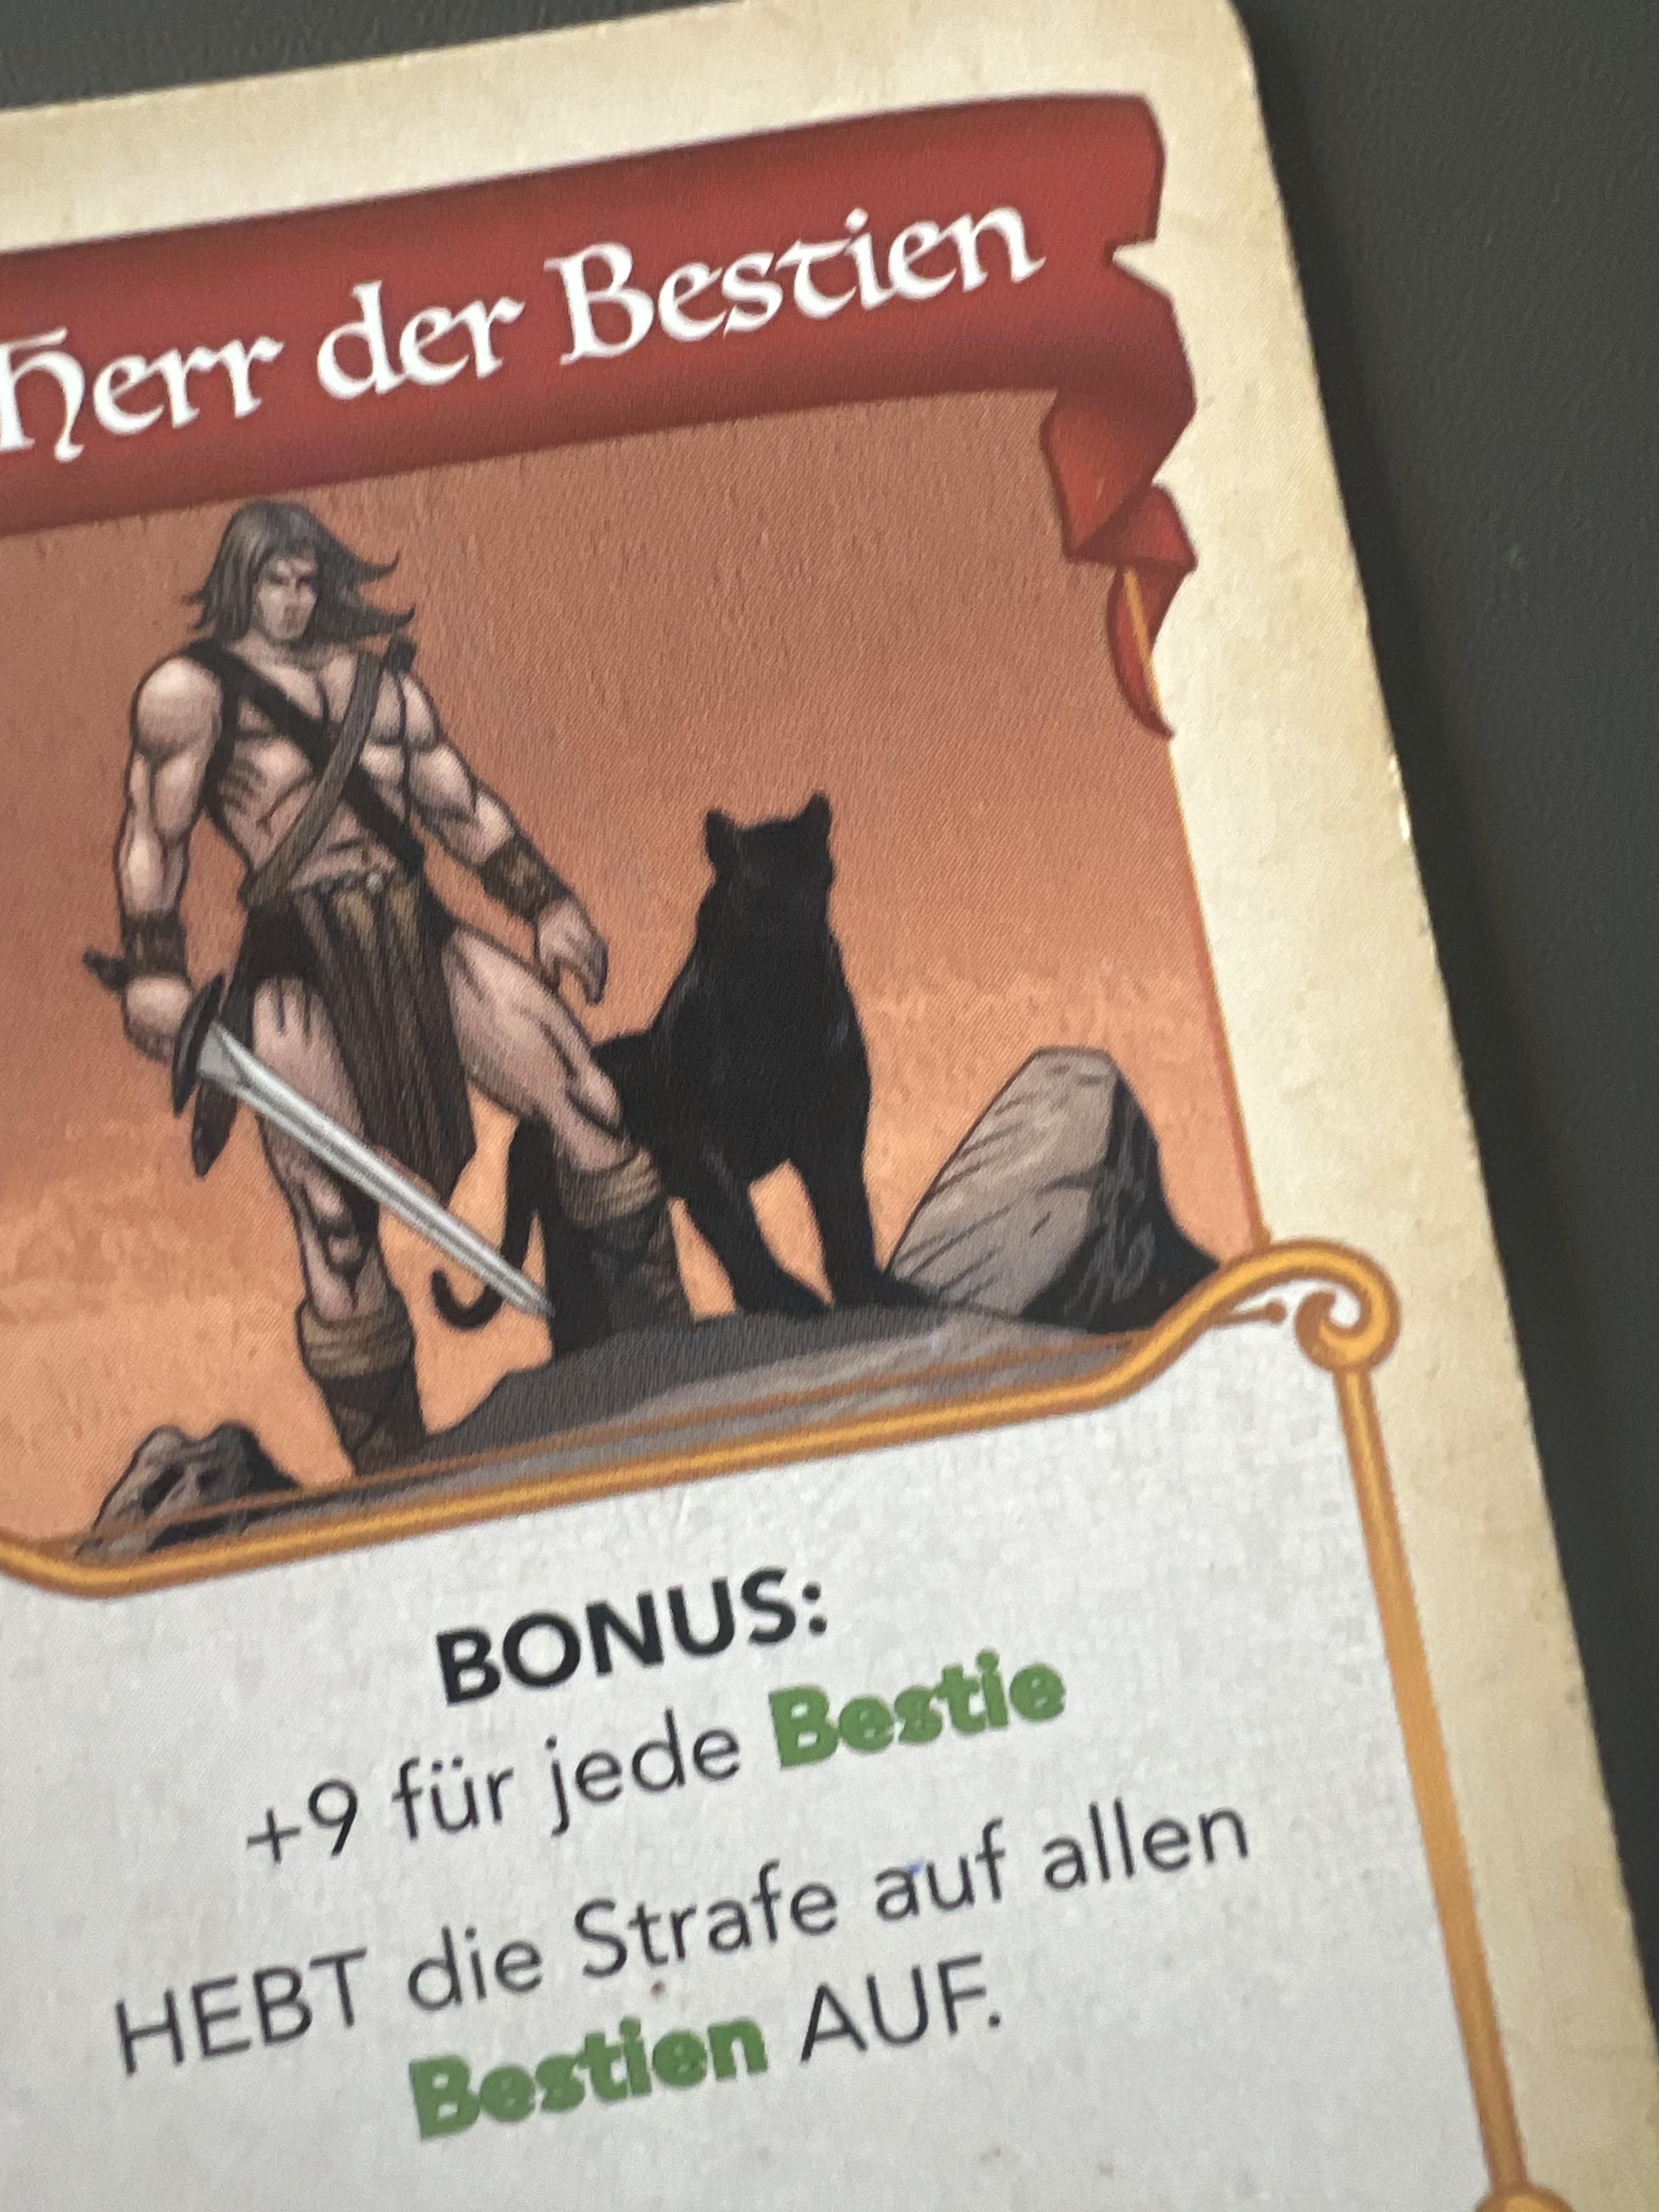 Herr der Bestien
BONUS:
+9 für jede Bestie
HEBT die Strafe auf allen
Bestien AUF.